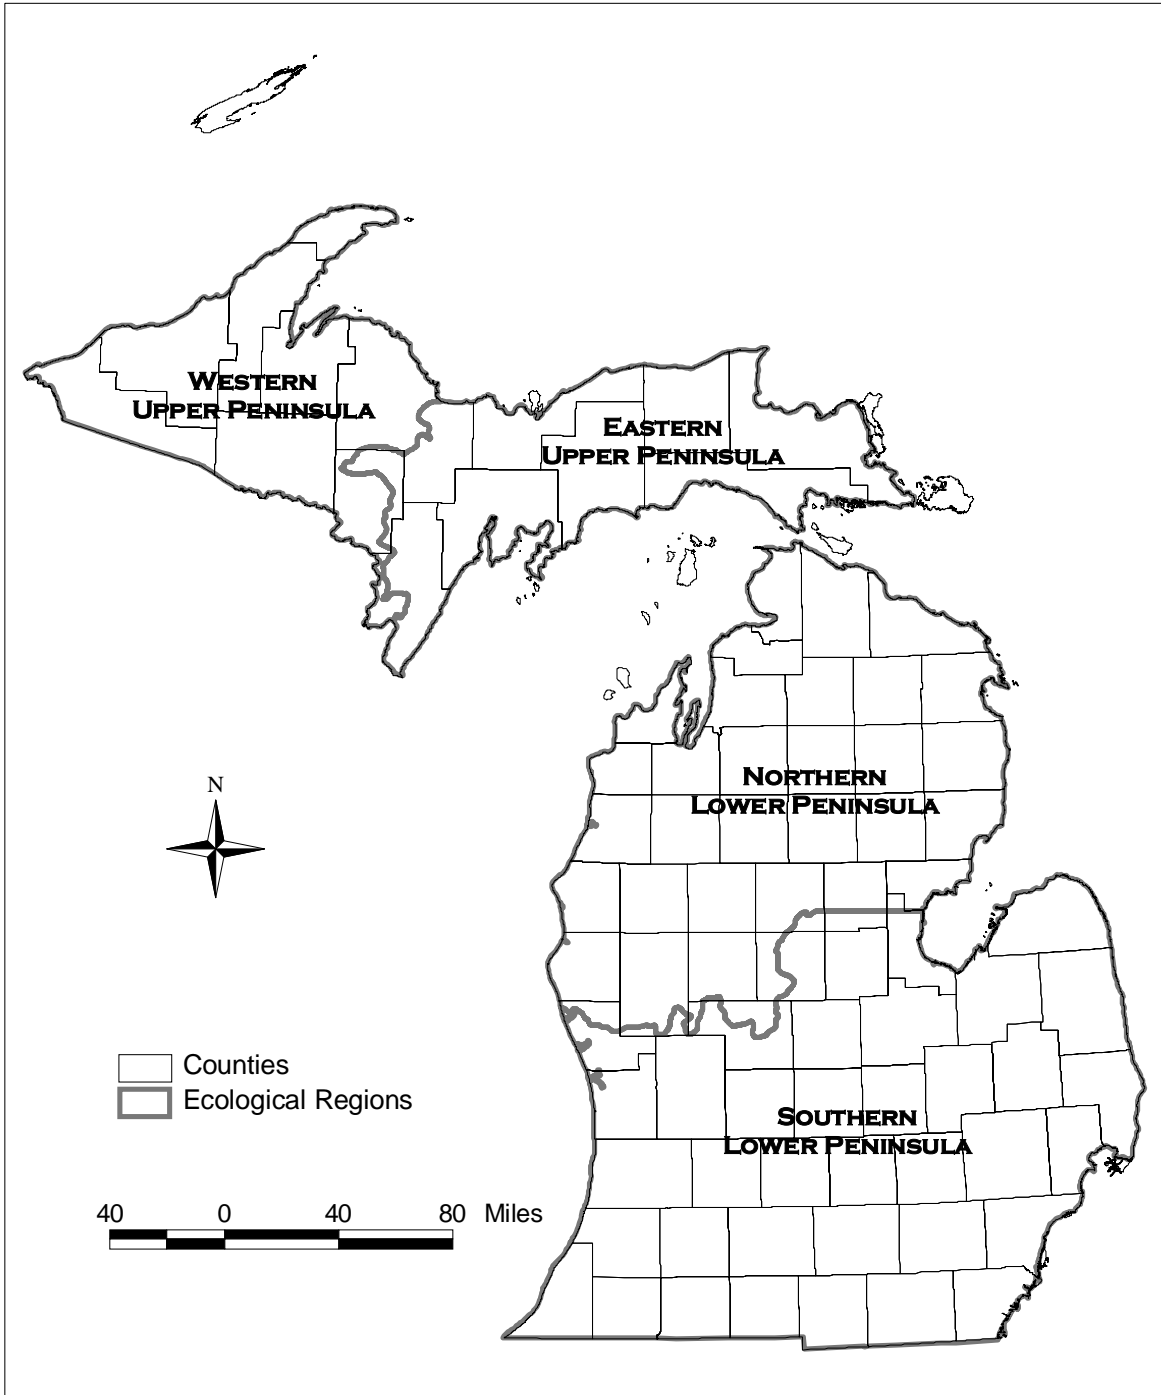 WESTERN
UPPER PENINSULA
EASTERN
UPPER PENINSULA
N
NORTHERN
LOWER PENINSULA
Counties
Ecological Regions
SOUTHERN
LOWER PENINSULA
40 0 40 80 Miles